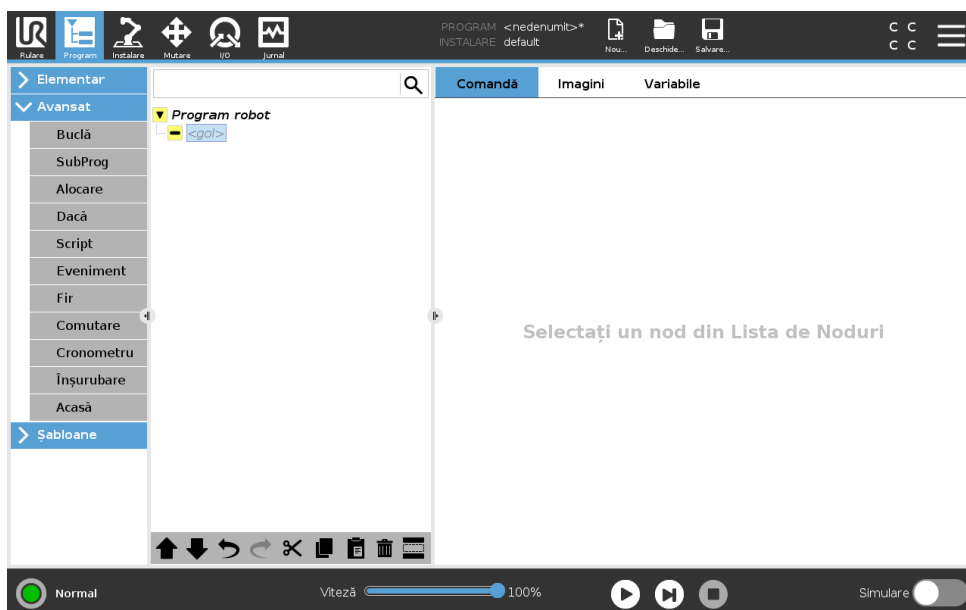 Rulare
Program
Instalare
Mutare
I/O
Jurnal
PROGRAM <nedenumit>*
INSTALARE default
Nou...
Deschide...
Salvare...
C C
C C
Elementar
Avansat
Buclă
SubProg
Alocare
Dacă
Script
Eveniment
Fir
Comutare
Cronometru
Înșurubare
Acasă
Șabloane
Program robot
<gol>
Comandă Imagini Variabile
Selectați un nod din Lista de Noduri
Normal
Viteză 100%
Simulare